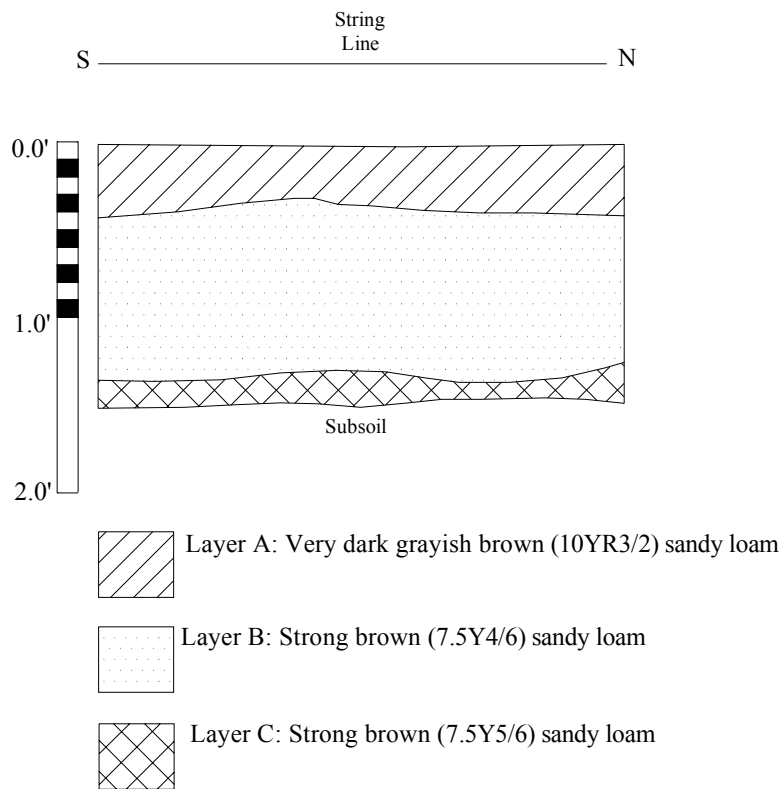 String
Line
S
N
0.0'
1.0'
Subsoil
2.0'
Layer A: Very dark grayish brown (10YR3/2) sandy loam
Layer B: Strong brown (7.5Y4/6) sandy loam
Layer C: Strong brown (7.5Y5/6) sandy loam